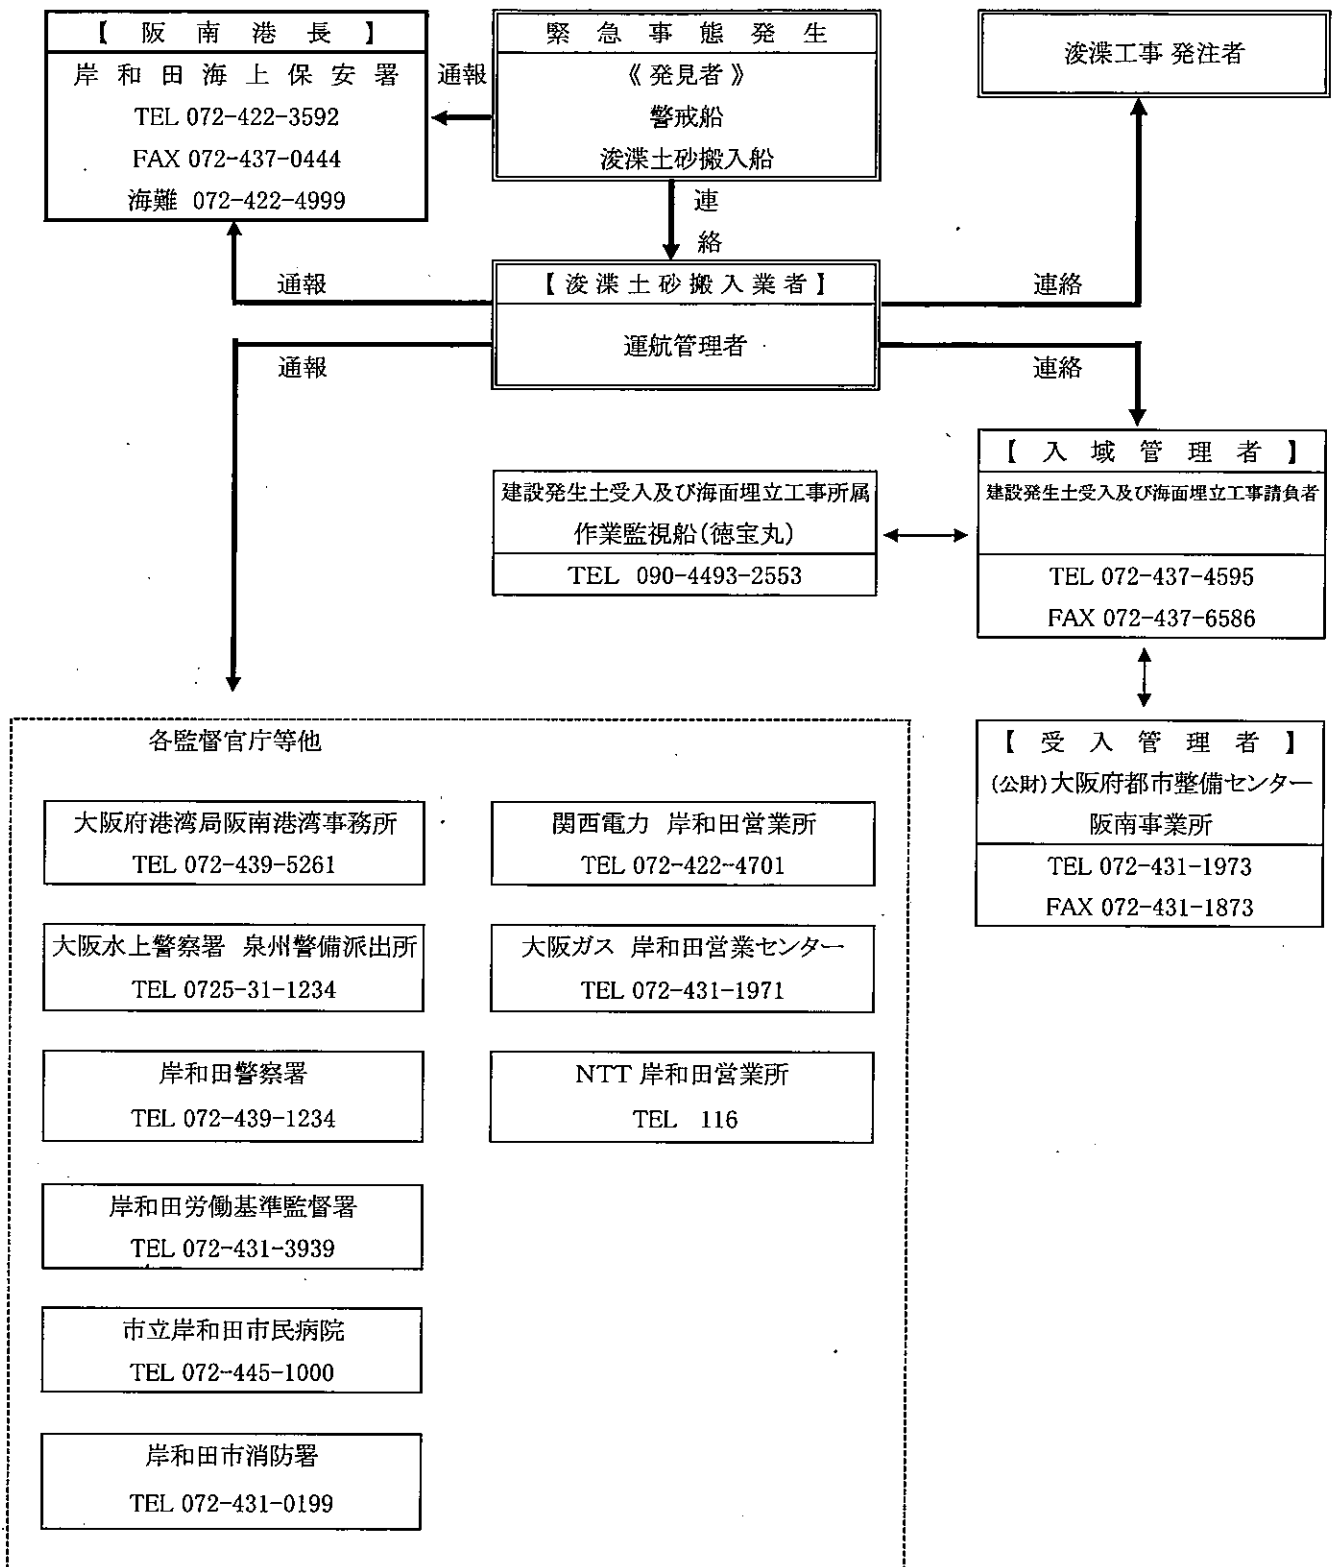 【 阪 南 港 長 】
岸 和 田 海 上 保 安 署
TEL 072-422-3592
FAX 072-437-0444
海難 072-422-4999
通報
緊 急 事 態 発 生
《 発見者 》
警戒船
浚渫土砂搬入船
浚渫工事 発注者
連
絡
通報
【 浚 渫 土 砂 搬 入 業 者 】
運航管理者
連絡
通報
連絡
【 入 域 管 理 者 】
建設発生土受入及び海面埋立工事請負者
TEL 072-437-4595
FAX 072-437-6586
建設発生土受入及び海面埋立工事所属
作業監視船(徳宝丸)
TEL 090-4493-2553
【 受 入 管 理 者 】
(公財)大阪府都市整備センター
阪南事業所
TEL 072-431-1973
FAX 072-431-1873
各監督官庁等他
大阪府港湾局阪南港湾事務所
TEL 072-439-5261
関西電力 岸和田営業所
TEL 072-422-4701
大阪水上警察署 泉州警備派出所
TEL 0725-31-1234
大阪ガス 岸和田営業センター
TEL 072-431-1971
岸和田警察署
TEL 072-439-1234
NTT 岸和田営業所
TEL 116
岸和田労働基準監督署
TEL 072-431-3939
市立岸和田市民病院
TEL 072-445-1000
岸和田市消防署
TEL 072-431-0199